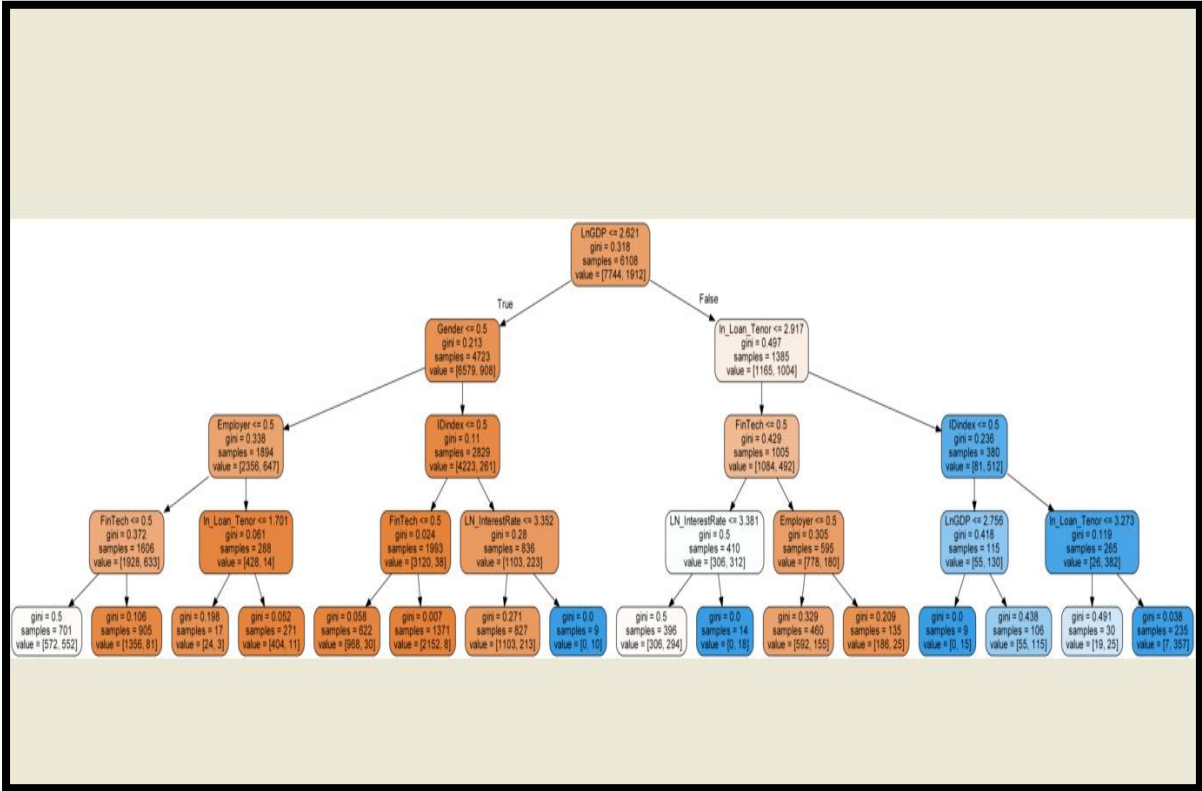 LnGDP <= 2.621
gini = 0.318
samples = 6108
value = [7744, 1912]
True
False
Gender <= 0.5
gini = 0.213
samples = 4723
value = [6579, 908]
ln_Loan_Tenor <= 2.917
gini = 0.497
samples = 1385
value = [1165, 1004]
Employer <= 0.5
gini = 0.338
samples = 1894
value = [2356, 647]
IDindex <= 0.5
gini = 0.11
samples = 2829
value = [4223, 261]
FinTech <= 0.5
gini = 0.429
samples = 1005
value = [1084, 492]
IDindex <= 0.5
gini = 0.236
samples = 380
value = [81, 512]
FinTech <= 0.5
gini = 0.372
samples = 1606
value = [1928, 633]
ln_Loan_Tenor <= 1.701
gini = 0.061
samples = 288
value = [428, 14]
FinTech <= 0.5
gini = 0.024
samples = 1993
value = [3120, 38]
LN_InterestRate <= 3.352
gini = 0.28
samples = 836
value = [1103, 223]
LN_InterestRate <= 3.381
gini = 0.5
samples = 410
value = [306, 312]
Employer <= 0.5
gini = 0.305
samples = 595
value = [778, 180]
LnGDP <= 2.756
gini = 0.418
samples = 115
value = [55, 130]
ln_Loan_Tenor <= 3.273
gini = 0.119
samples = 265
value = [26, 382]
gini = 0.5
samples = 701
value = [572, 552]
gini = 0.106
samples = 905
value = [1356, 81]
gini = 0.198
samples = 17
value = [24, 3]
gini = 0.052
samples = 271
value = [404, 11]
gini = 0.058
samples = 622
value = [968, 30]
gini = 0.007
samples = 1371
value = [2152, 8]
gini = 0.271
samples = 827
value = [1103, 213]
gini = 0.0
samples = 9
value = [0, 10]
gini = 0.5
samples = 396
value = [306, 294]
gini = 0.0
samples = 14
value = [0, 18]
gini = 0.329
samples = 460
value = [592, 155]
gini = 0.209
samples = 135
value = [186, 25]
gini = 0.0
samples = 9
value = [0, 15]
gini = 0.438
samples = 106
value = [55, 115]
gini = 0.491
samples = 30
value = [19, 25]
gini = 0.038
samples = 235
value = [7, 357]